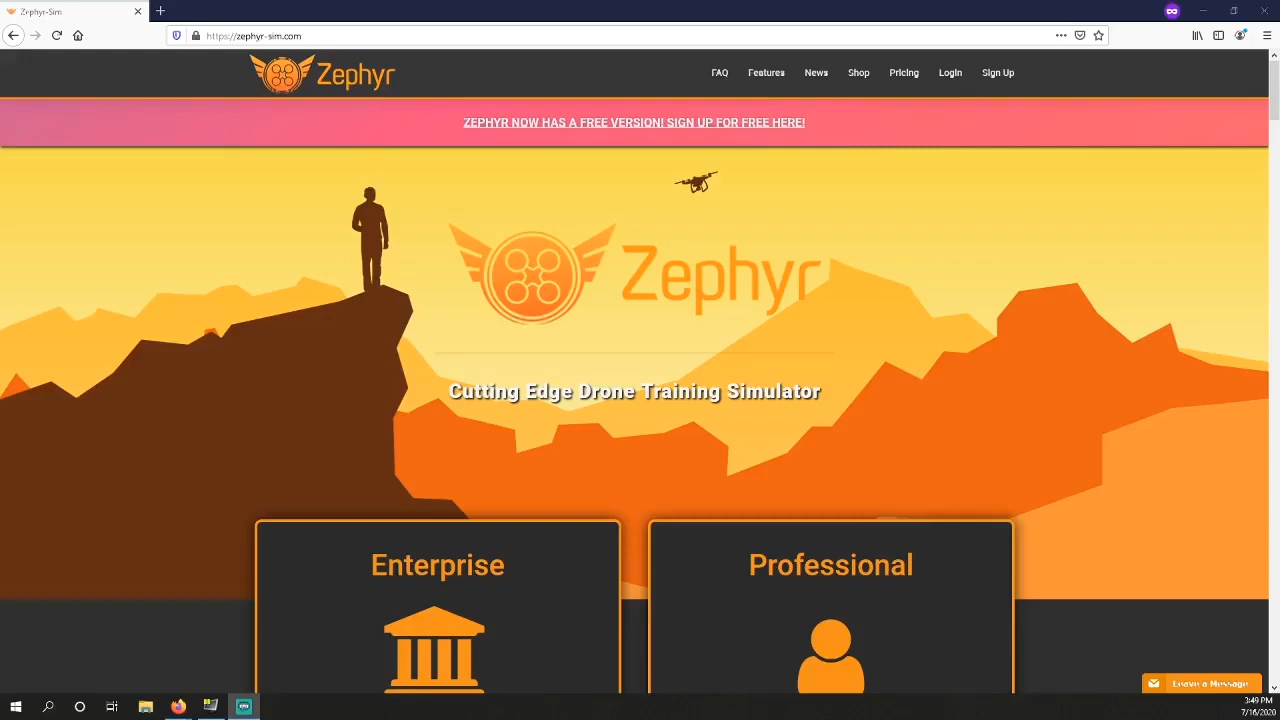 Zephyr-Sim
https://zephyr-sim.com
Zephyr
FAQ Features News Shop Pricing Login Sign Up
ZEPHYR NOW HAS A FREE VERSION! SIGN UP FOR FREE HERE!
Zephyr
Cutting Edge Drone Training Simulator
Enterprise
Professional
Leave a Message
3:49 PM
7/16/2020